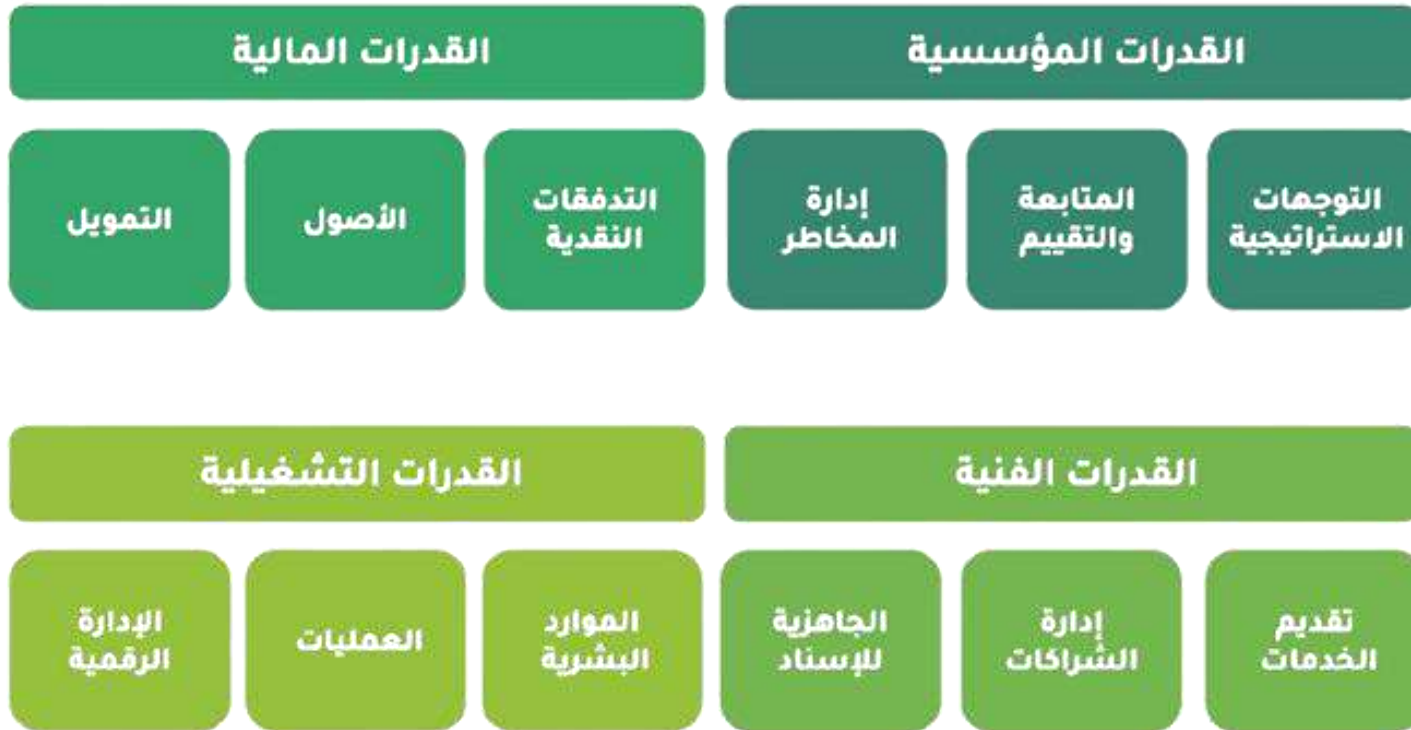 القدرات المؤسسية
التوجهات
الاستراتيجية
المتابعة
والتقييم
إدارة
المخاطر
القدرات المالية
التدفقات
النقدية
الأصول
التمويل
القدرات الفنية
تقديم
الخدمات
إدارة
الشراكات
الجاهزية
للإسناد
القدرات التشغيلية
الموارد
البشرية
العمليات
الإدارة
الرقمية